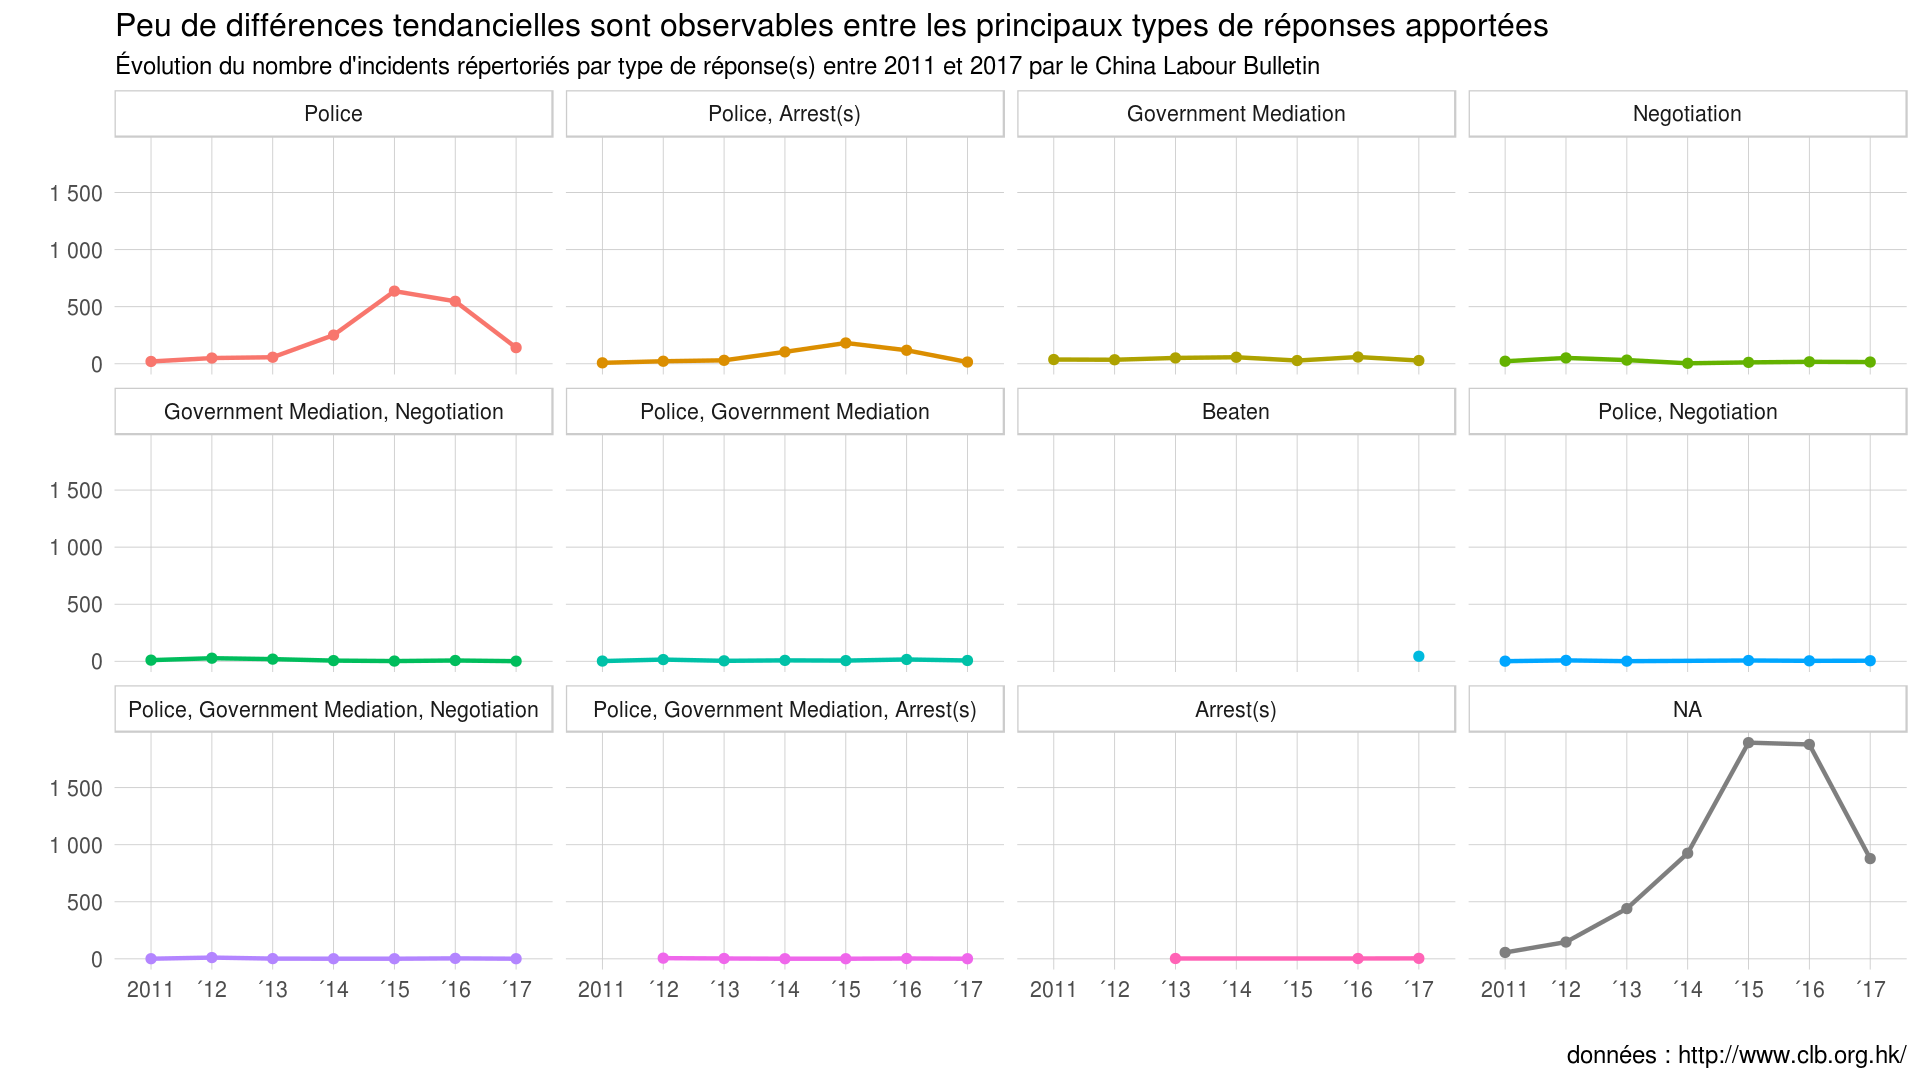 Peu de différences tendancielles sont observables entre les principaux types de réponses apportées
Évolution du nombre d'incidents répertoriés par type de réponse(s) entre 2011 et 2017 par le China Labour Bulletin
Police
Police, Arrest(s)
Government Mediation
Negotiation
1 500
1 000
500
0
Government Mediation, Negotiation
Police, Government Mediation
Beaten
Police, Negotiation
1 500
1 000
500
0
Police, Government Mediation, Negotiation
Police, Government Mediation, Arrest(s)
Arrest(s)
NA
1 500
1 000
500
0
2011 ´12 ´13 ´14 ´15 ´16 ´17
2011 ´12 ´13 ´14 ´15 ´16 ´17
2011 ´12 ´13 ´14 ´15 ´16 ´17
2011 ´12 ´13 ´14 ´15 ´16 ´17
données : http://www.clb.org.hk/